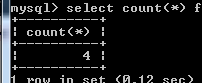 mysql> select count(*) f
+----------+
| count(*) |
+----------+
| 4 |
+----------+
1 row in set (0.12 sec)